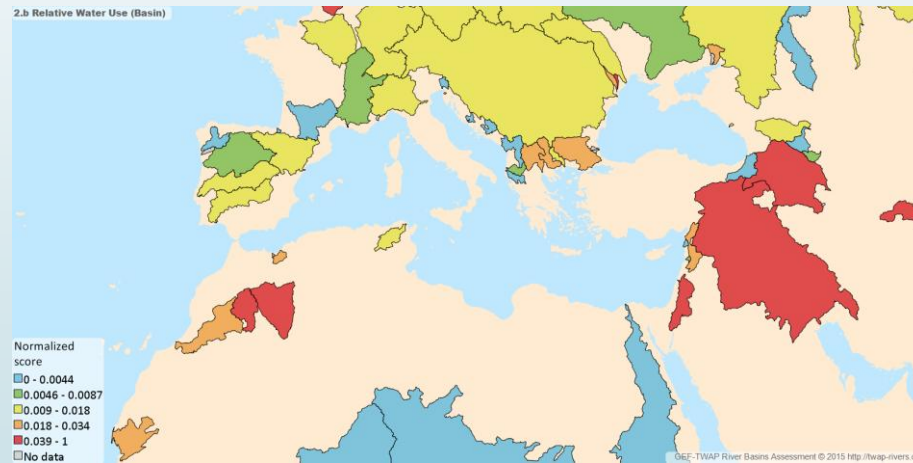 2.b Relative Water Use (Basin)
Normalized
score
0 - 0.0044
0.0046 - 0.0087
0.009 - 0.018
0.018 - 0.034
0.039 - 1
No data
GEF-TWAP River Basins Assessment © 2015 http://twap-rivers.o